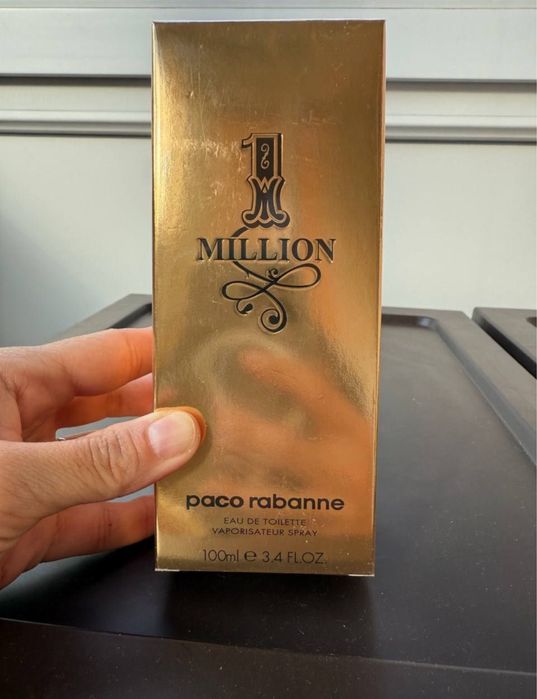 1
MILLION
paco rabanne
EAU DE TOILETTE
VAPORISATEUR SPRAY
100ml ℮ 3.4 FL.OZ.